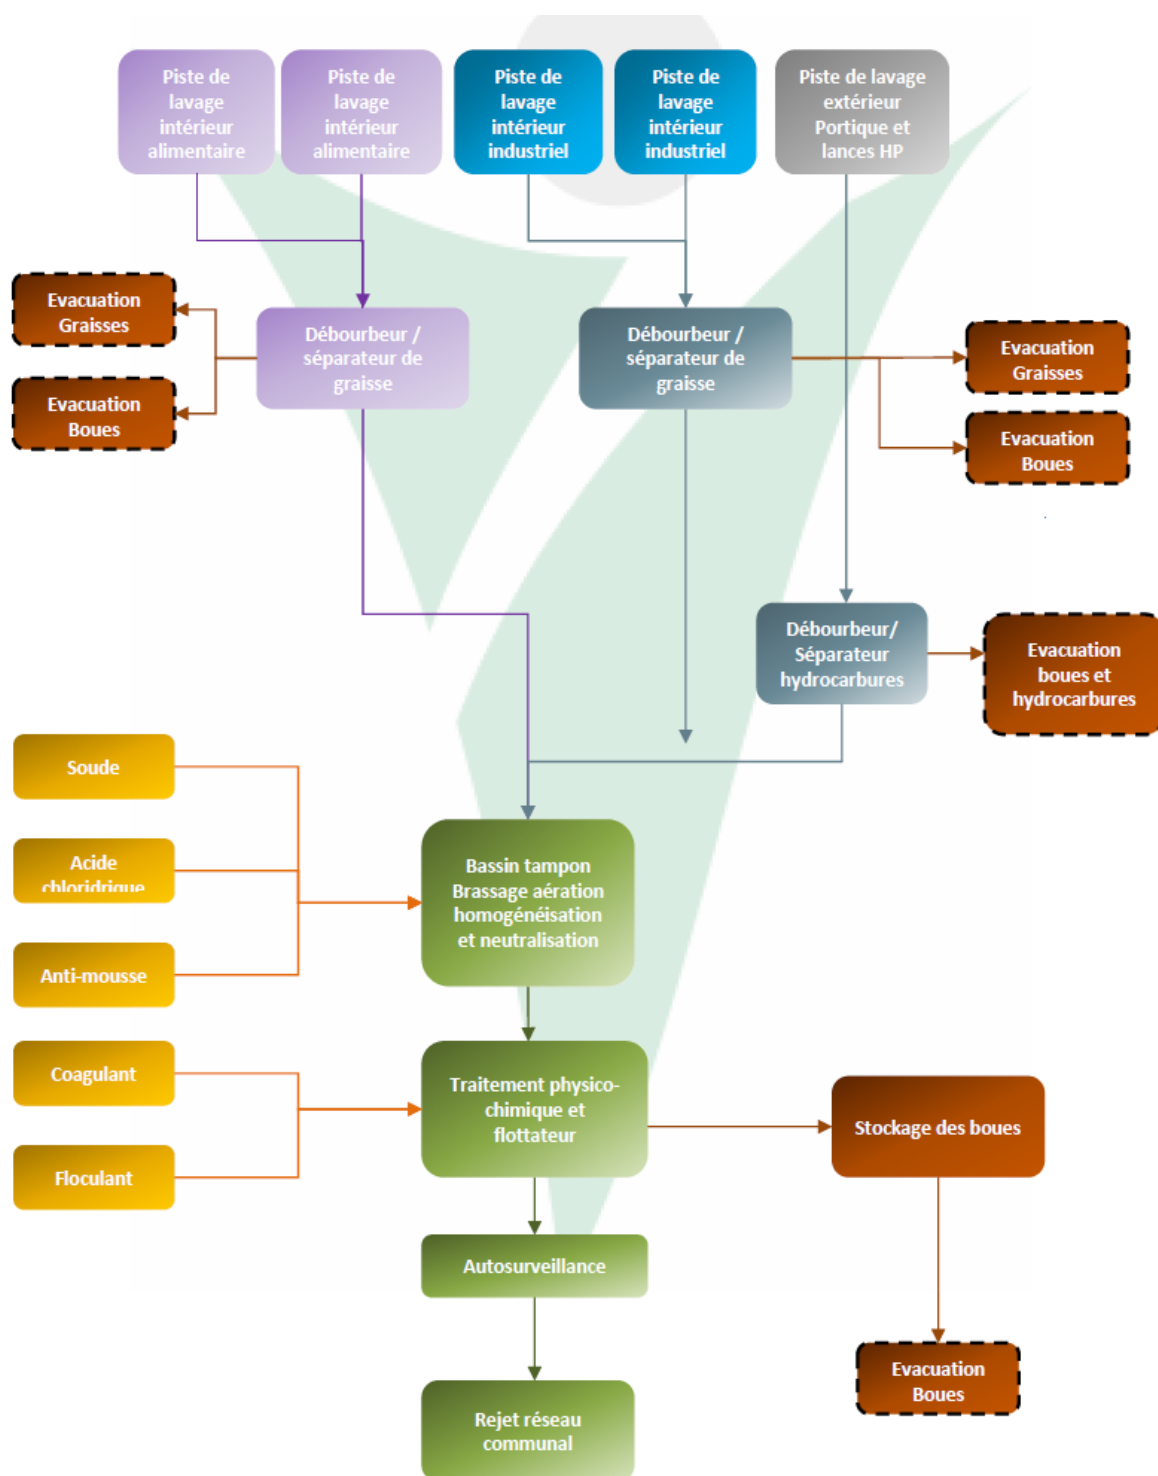 Piste de
lavage
intérieur
alimentaire
Piste de
lavage
intérieur
alimentaire
Piste de
lavage
intérieur
industriel
Piste de
lavage
intérieur
industriel
Piste de lavage
extérieur
Portique et
lances HP
Evacuation
Graisses
Evacuation
Boues
Débourbeur /
séparateur de
graisse
Débourbeur /
séparateur de
graisse
Evacuation
Graisses
Evacuation
Boues
Débourbeur/
Séparateur
hydrocarbures
Evacuation
boues et
hydrocarbures
Soude
Acide
chloridrique
Anti-mousse
Bassin tampon
Brassage aération
homogénéisation
et neutralisation
Coagulant
Floculant
Traitement physico-
chimique et
flottateur
Stockage des boues
Autosurveillance
Evacuation
Boues
Rejet réseau
communal